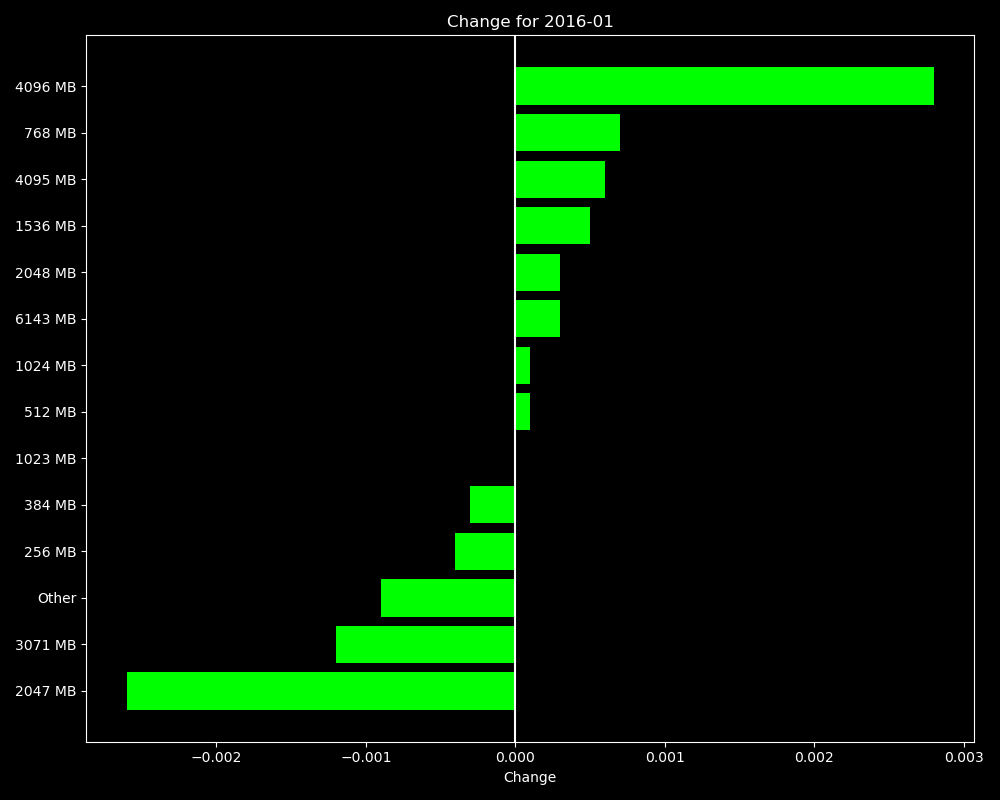 Change for 2016-01
4096 MB
768 MB
4095 MB
1536 MB
2048 MB
6143 MB
1024 MB
512 MB
1023 MB
384 MB
256 MB
Other
3071 MB
2047 MB
−0.002 −0.001 0.000 0.001 0.002 0.003
Change